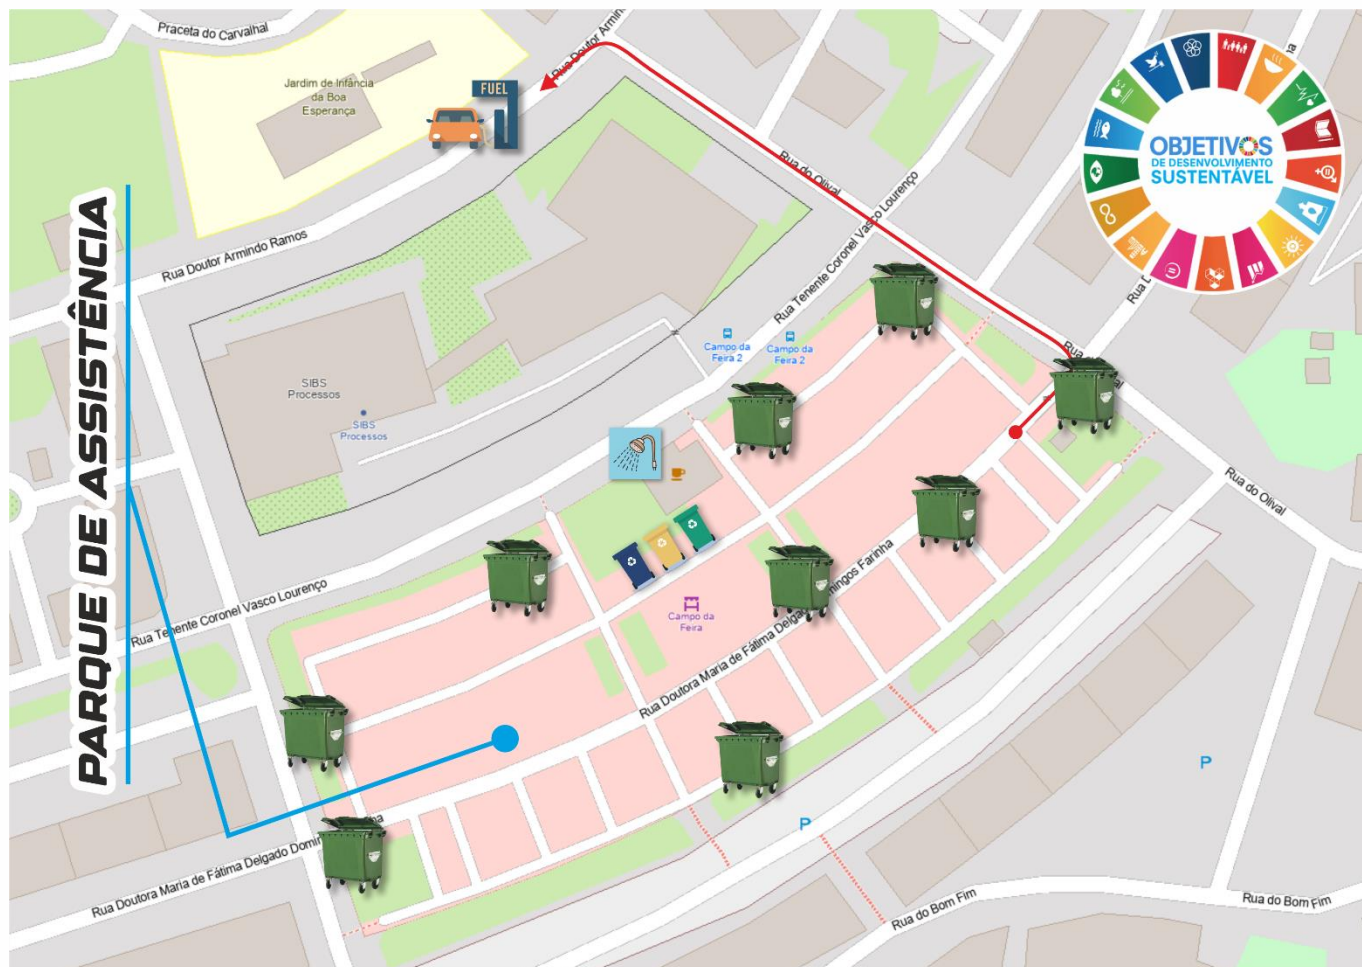 Praceta do Carvalhal
Rua Doutor Armindo
Jardim de Infância
da Boa
Esperança
FUEL
OBJETIVOS
DE DESENVOLVIMENTO
SUSTENTÁVEL
Rua do Olival
Rua Tenente Coronel Vasco Lourenço
Rua Doutor Armindo Ramos
PARQUE DE ASSISTÊNCIA
Campo da
Feira 2
Campo da
Feira 2
SIBS
Processos
SIBS
Processos
Rua do Olival
Rua Tenente Coronel Vasco Lourenço
Campo da
Feira
Rua Doutora Maria de Fátima Delgado Domingos Farinha
P
P
Rua Doutora Maria de Fátima Delgado
Rua do Bom Fim
Rua do Bom Fim